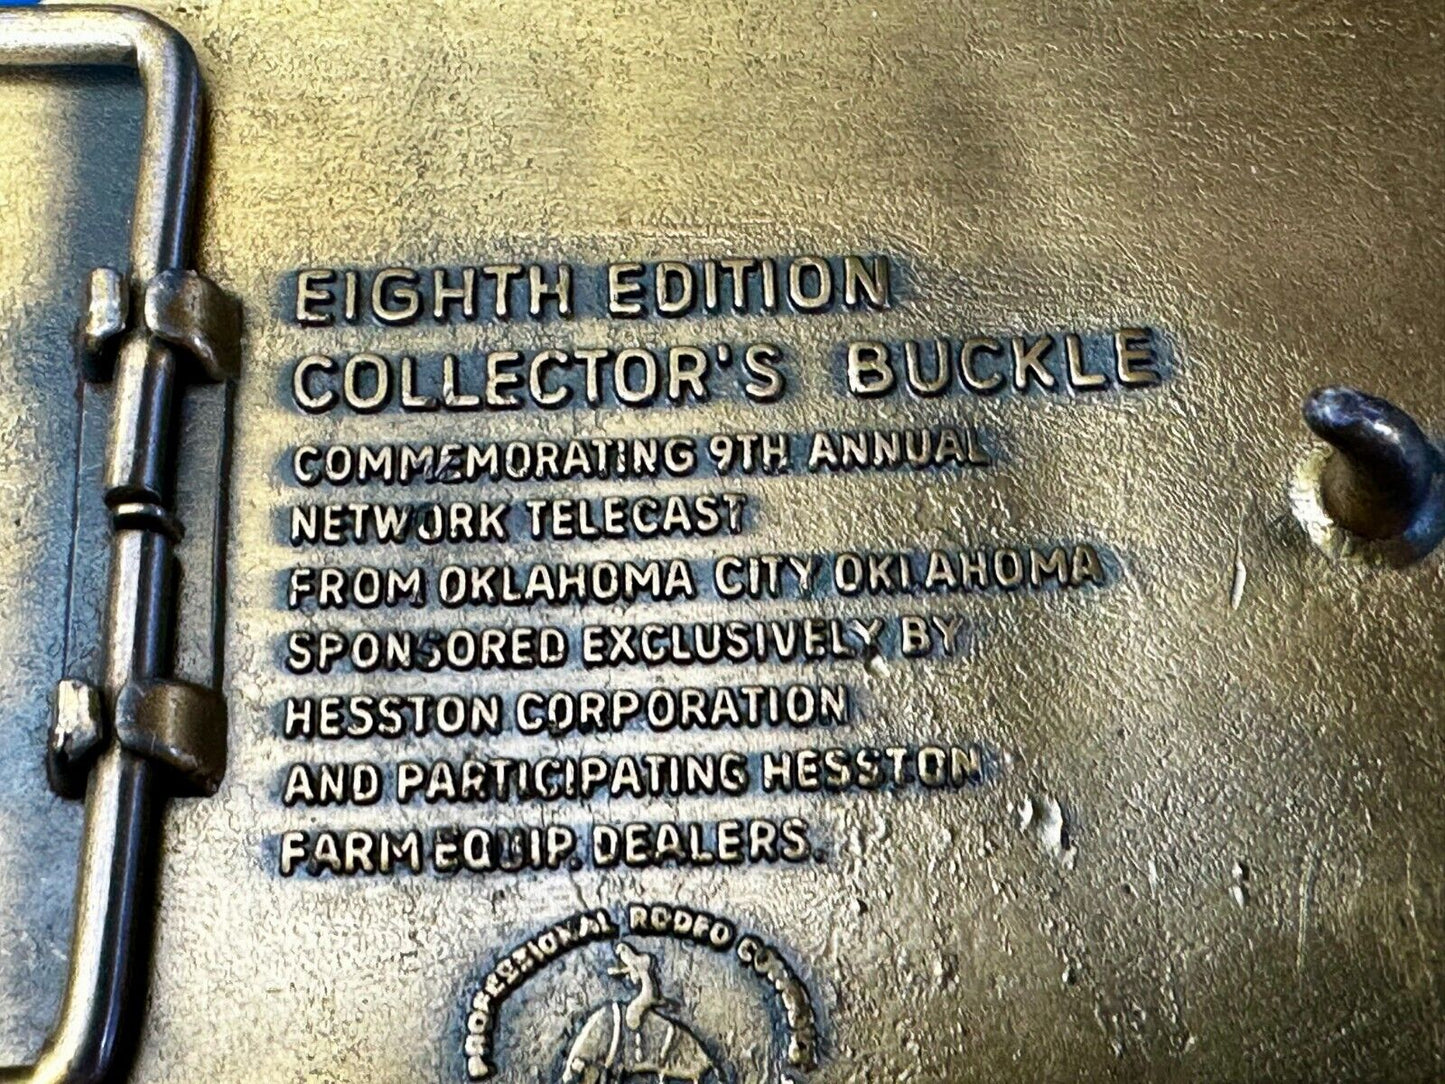 EIGHTH EDITION
COLLECTOR'S BUCKLE
COMMEMORATING 9TH ANNUAL
NETWORK TELECAST
FROM OKLAHOMA CITY OKLAHOMA
SPONSORED EXCLUSIVELY BY
HESSTON CORPORATION
AND PARTICIPATING HESSTON
FARM EQUIP. DEALERS.
PROFESSIONAL RODEO COWBOYS